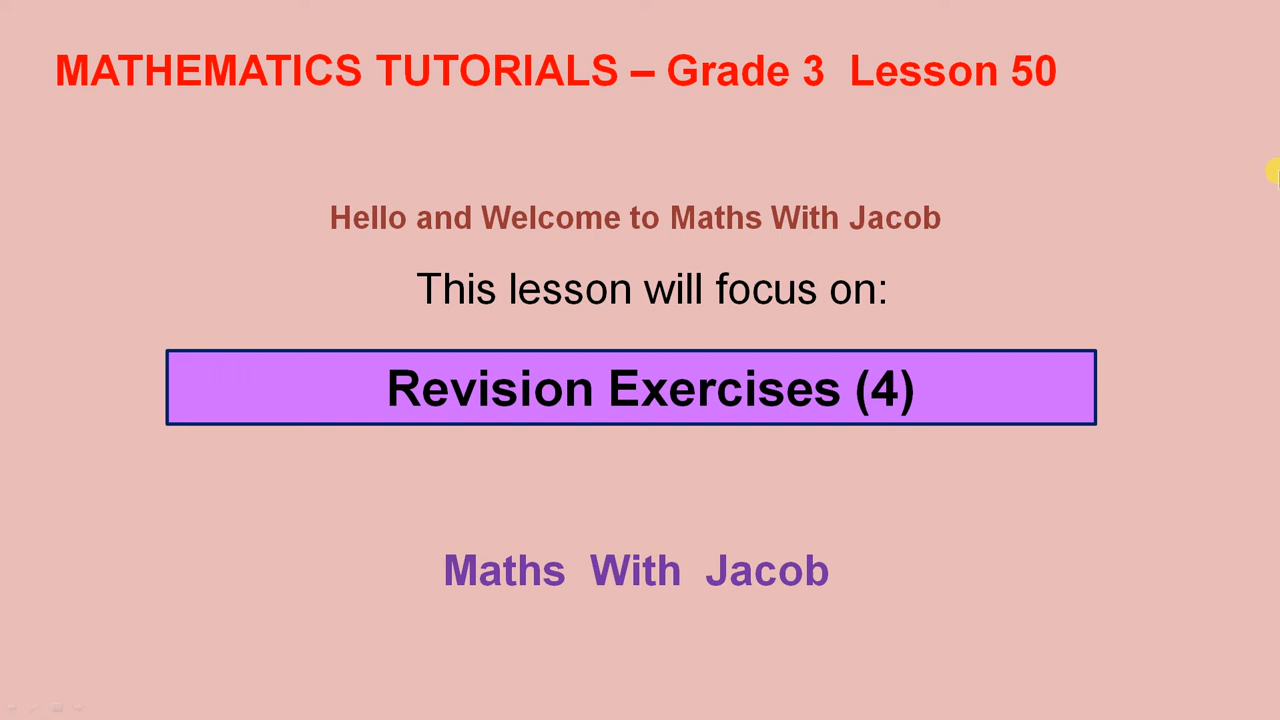 MATHEMATICS TUTORIALS – Grade 3 Lesson 50
Hello and Welcome to Maths With Jacob
This lesson will focus on:
Revision Exercises (4)
Maths With Jacob